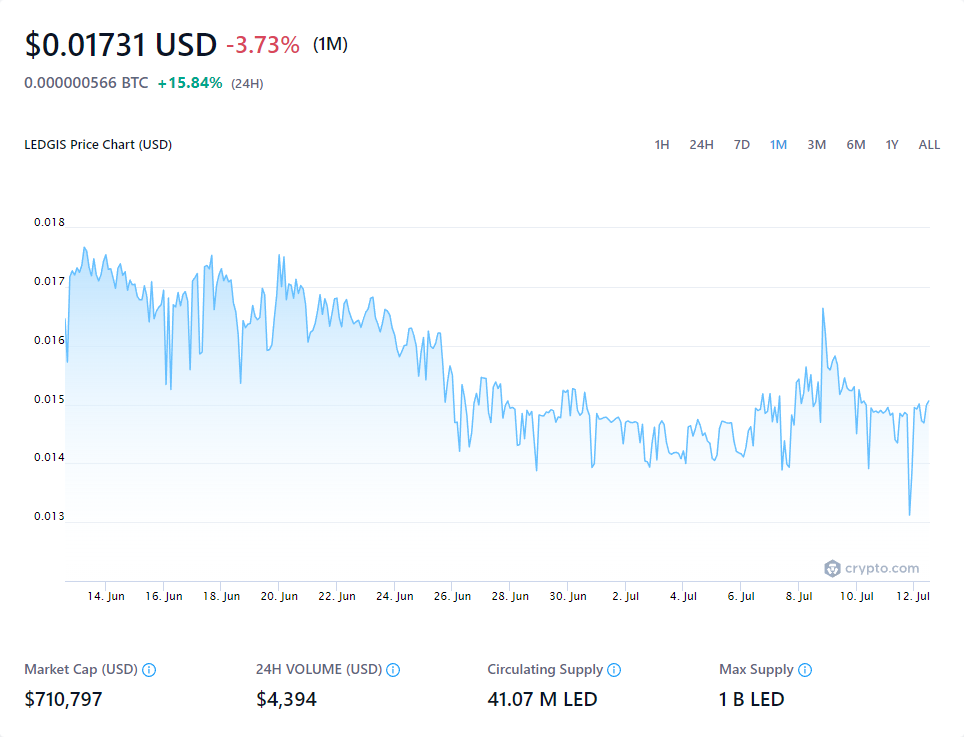 $0.01731 USD -3.73% (1M)
0.000000566 BTC +15.84% (24H)
LEDGIS Price Chart (USD) 1H 24H 7D 1M 3M 6M 1Y ALL
0.018
0.017
0.016
0.015
0.014
0.013
crypto.com
14. Jun 16. Jun 18. Jun 20. Jun 22. Jun 24. Jun 26. Jun 28. Jun 30. Jun 2. Jul 4. Jul 6. Jul 8. Jul 10. Jul 12. Jul
Market Cap (USD) 24H VOLUME (USD) Circulating Supply Max Supply
$710,797 $4,394 41.07 M LED 1 B LED